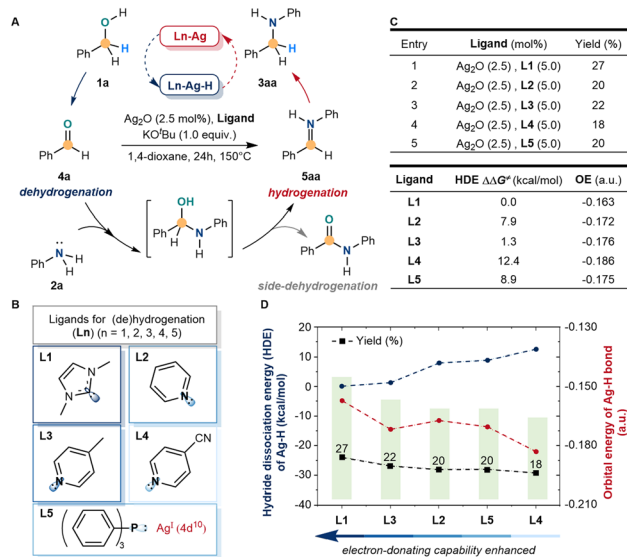 A
OH
Ph
H
H
1a
Ln-Ag
Ln-Ag-H
H
N
Ph
Ph
H
H
3aa
O
Ph
H
4a
dehydrogenation
Ag2O (2.5 mol%), Ligand
KOtBu (1.0 equiv.)
1,4-dioxane, 24h, 150°C
H
N
Ph
Ph
H
5aa
hydrogenation
Ph
N
H
H
2a
OH
Ph
H
N
H
Ph
O
Ph
N
H
Ph
side-dehydrogenation
B
Ligands for (de)hydrogenation
(Ln) (n = 1, 2, 3, 4, 5)
L1
N
N
L2
N
L3
N
L4
CN
N
L5
( )3 P: AgI (4d10)
C
Entry Ligand (mol%) Yield (%)
1 Ag2O (2.5) , L1 (5.0) 27
2 Ag2O (2.5) , L2 (5.0) 20
3 Ag2O (2.5) , L3 (5.0) 22
4 Ag2O (2.5) , L4 (5.0) 18
5 Ag2O (2.5) , L5 (5.0) 20
Ligand HDE ΔΔG≠ (kcal/mol) OE (a.u.)
L1 0.0 -0.163
L2 7.9 -0.172
L3 1.3 -0.176
L4 12.4 -0.186
L5 8.9 -0.175
D
Hydride dissociation energy (HDE)
of Ag-H (kcal/mol)
20
10
0
-10
-20
-30
-40
Yield (%)
27
22
20
20
18
L1 L3 L2 L5 L4
-0.130
-0.150
-0.180
-0.210
Orbital energy of Ag-H bond
(a.u.)
electron-donating capability enhanced